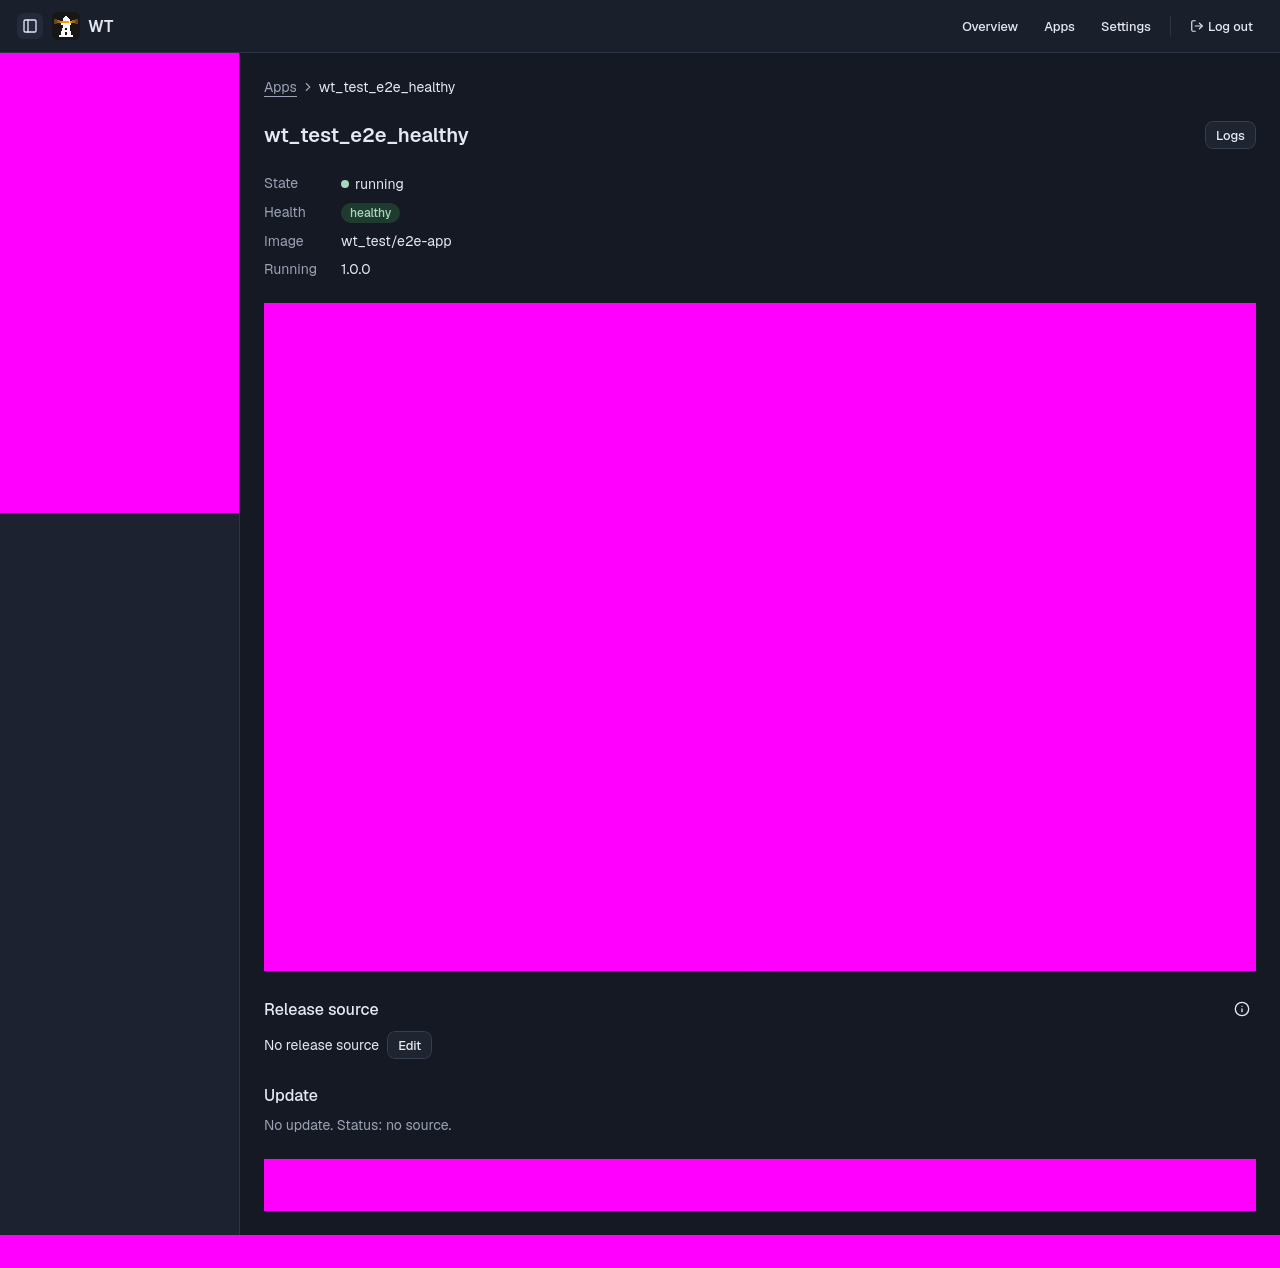 WT
Overview Apps Settings Log out
Apps > wt_test_e2e_healthy
wt_test_e2e_healthy
Logs
State running
Health healthy
Image wt_test/e2e-app
Running 1.0.0
Release source
No release source Edit
Update
No update. Status: no source.